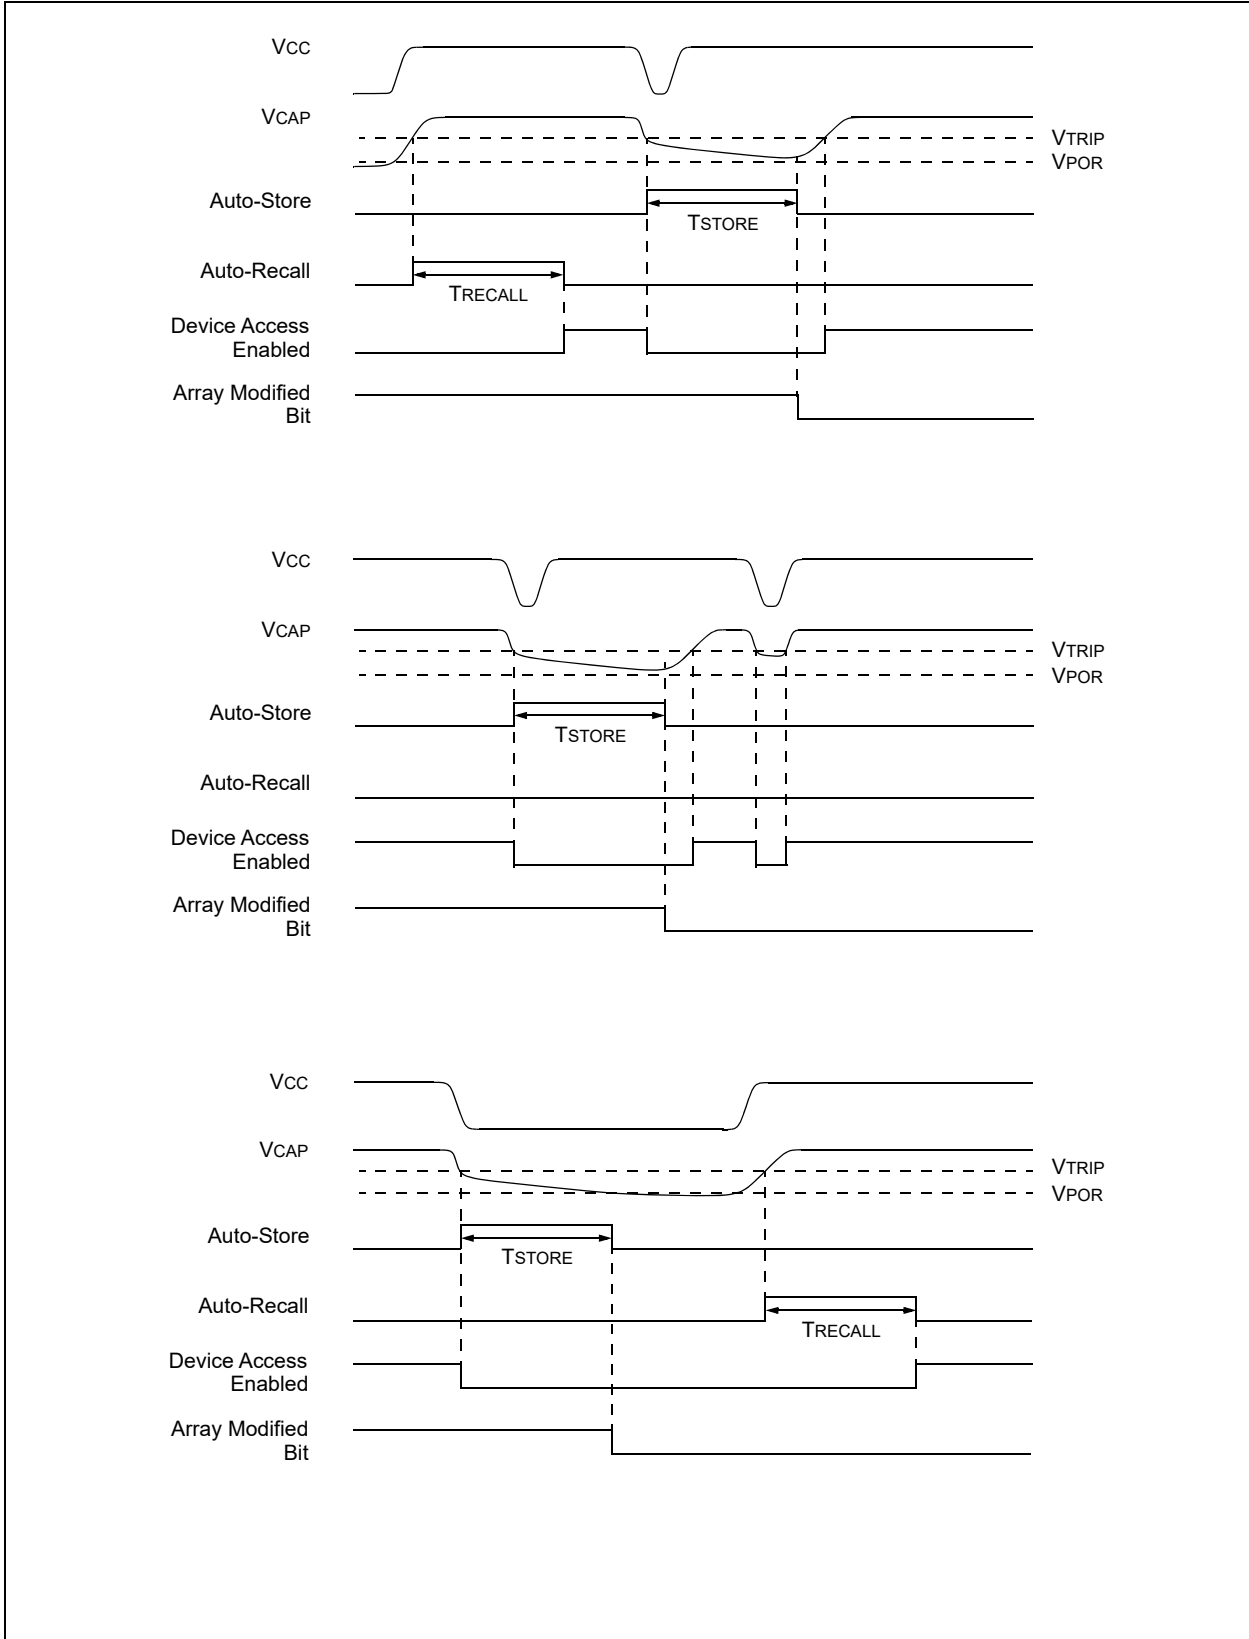 VCC
VCAP
VTRIP
VPOR
Auto-Store
TSTORE
Auto-Recall
TRECALL
Device Access
Enabled
Array Modified
Bit
VCC
VCAP
VTRIP
VPOR
Auto-Store
TSTORE
Auto-Recall
Device Access
Enabled
Array Modified
Bit
VCC
VCAP
VTRIP
VPOR
Auto-Store
TSTORE
Auto-Recall
TRECALL
Device Access
Enabled
Array Modified
Bit